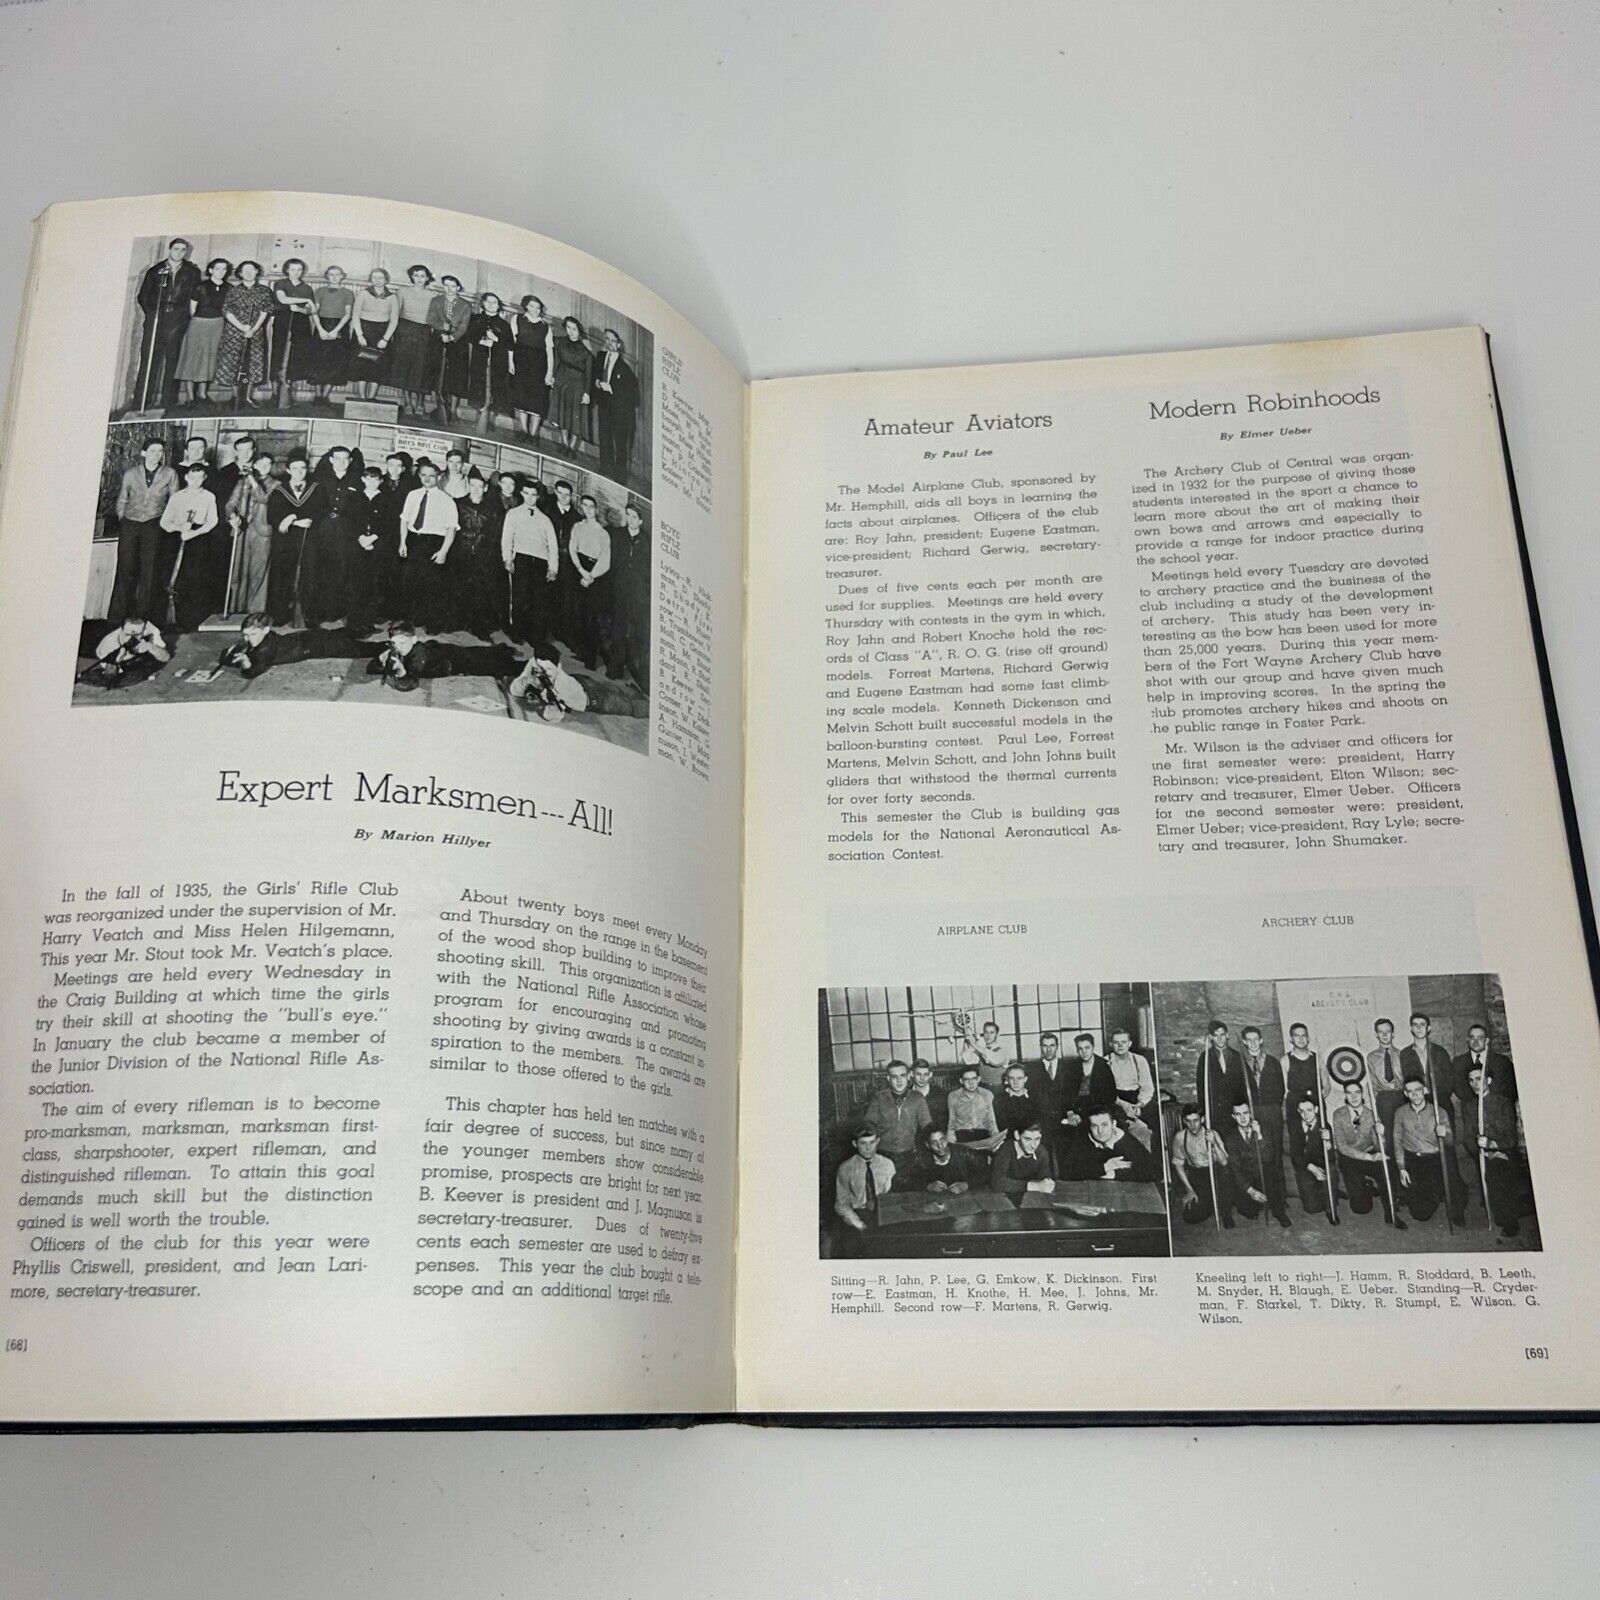 GIRLS'
RIFLE
CLUB
BOYS'
RIFLE
CLUB
BOYS RIFLE CLUB
Expert Marksmen---All!
By Marion Hillyer
In the fall of 1935, the Girls' Rifle Club
was reorganized under the supervision of Mr.
Harry Veatch and Miss Helen Hilgemann,
This year Mr. Stout took Mr. Veatch's place.
Meetings are held every Wednesday in
the Craig Building at which time the girls
try their skill at shooting the "bull's eye."
In January the club became a member of
the Junior Division of the National Rifle As-
sociation.
The aim of every rifleman is to become
pro-marksman, marksman, marksman first-
class, sharpshooter, expert rifleman, and
distinguished rifleman. To attain this goal
demands much skill but the distinction
gained is well worth the trouble.
Officers of the club for this year were
Phyllis Criswell, president, and Jean Lari-
more, secretary-treasurer.
About twenty boys meet every Monday
and Thursday on the range in the basement
of the wood shop building to improve their
shooting skill. This organization is affiliated
with the National Rifle Association whose
program for encouraging and promoting
shooting by giving awards is a constant in-
spiration to the members. The awards are
similar to those offered to the girls.
This chapter has held ten matches with a
fair degree of success, but since many of
the younger members show considerable
promise, prospects are bright for next year.
B. Keever is president and J. Magnuson is
secretary-treasurer. Dues of twenty-five
cents each semester are used to defray ex-
penses. This year the club bought a tele-
scope and an additional target rifle.
[68]
Amateur Aviators
By Paul Lee
The Model Airplane Club, sponsored by
Mr. Hemphill, aids all boys in learning the
facts about airplanes. Officers of the club
are: Roy Jahn, president; Eugene Eastman,
vice-president; Richard Gerwig, secretary-
treasurer.
Dues of five cents each per month are
used for supplies. Meetings are held every
Thursday with contests in the gym in which,
Roy Jahn and Robert Knoche hold the rec-
ords of Class "A", R. O. G. (rise off ground)
models. Forrest Martens, Richard Gerwig
and Eugene Eastman had some fast climb-
ing scale models. Kenneth Dickenson and
Melvin Schott built successful models in the
balloon-bursting contest. Paul Lee, Forrest
Martens, Melvin Schott, and John Johns built
gliders that withstood the thermal currents
for over forty seconds.
This semester the Club is building gas
models for the National Aeronautical As-
sociation Contest.
Modern Robinhoods
By Elmer Ueber
The Archery Club of Central was organ-
ized in 1932 for the purpose of giving those
students interested in the sport a chance to
learn more about the art of making their
own bows and arrows and especially to
provide a range for indoor practice during
the school year.
Meetings held every Tuesday are devoted
to archery practice and the business of the
club including a study of the development
of archery. This study has been very in-
teresting as the bow has been used for more
than 25,000 years. During this year mem-
bers of the Fort Wayne Archery Club have
shot with our group and have given much
help in improving scores. In the spring the
club promotes archery hikes and shoots on
he public range in Foster Park.
Mr. Wilson is the adviser and officers for
the first semester were: president, Harry
Robinson; vice-president, Elton Wilson; sec-
retary and treasurer, Elmer Ueber. Officers
for the second semester were: president,
Elmer Ueber; vice-president, Ray Lyle; secre-
tary and treasurer, John Shumaker.
AIRPLANE CLUB
ARCHERY CLUB
ARCHERY CLUB
Sitting—R. Jahn, P. Lee, G. Emkow, K. Dickinson. First
row—E. Eastman, H. Knothe, H. Mee, J. Johns, Mr.
Hemphill. Second row—F. Martens, R. Gerwig.
Kneeling left to right—J. Hamm, R. Stoddard, B. Leeth,
M. Snyder, H. Blaugh, E. Ueber. Standing—R. Cryder-
man, F. Starkel, T. Dikty, R. Stumpf, E. Wilson, G.
Wilson.
[69]